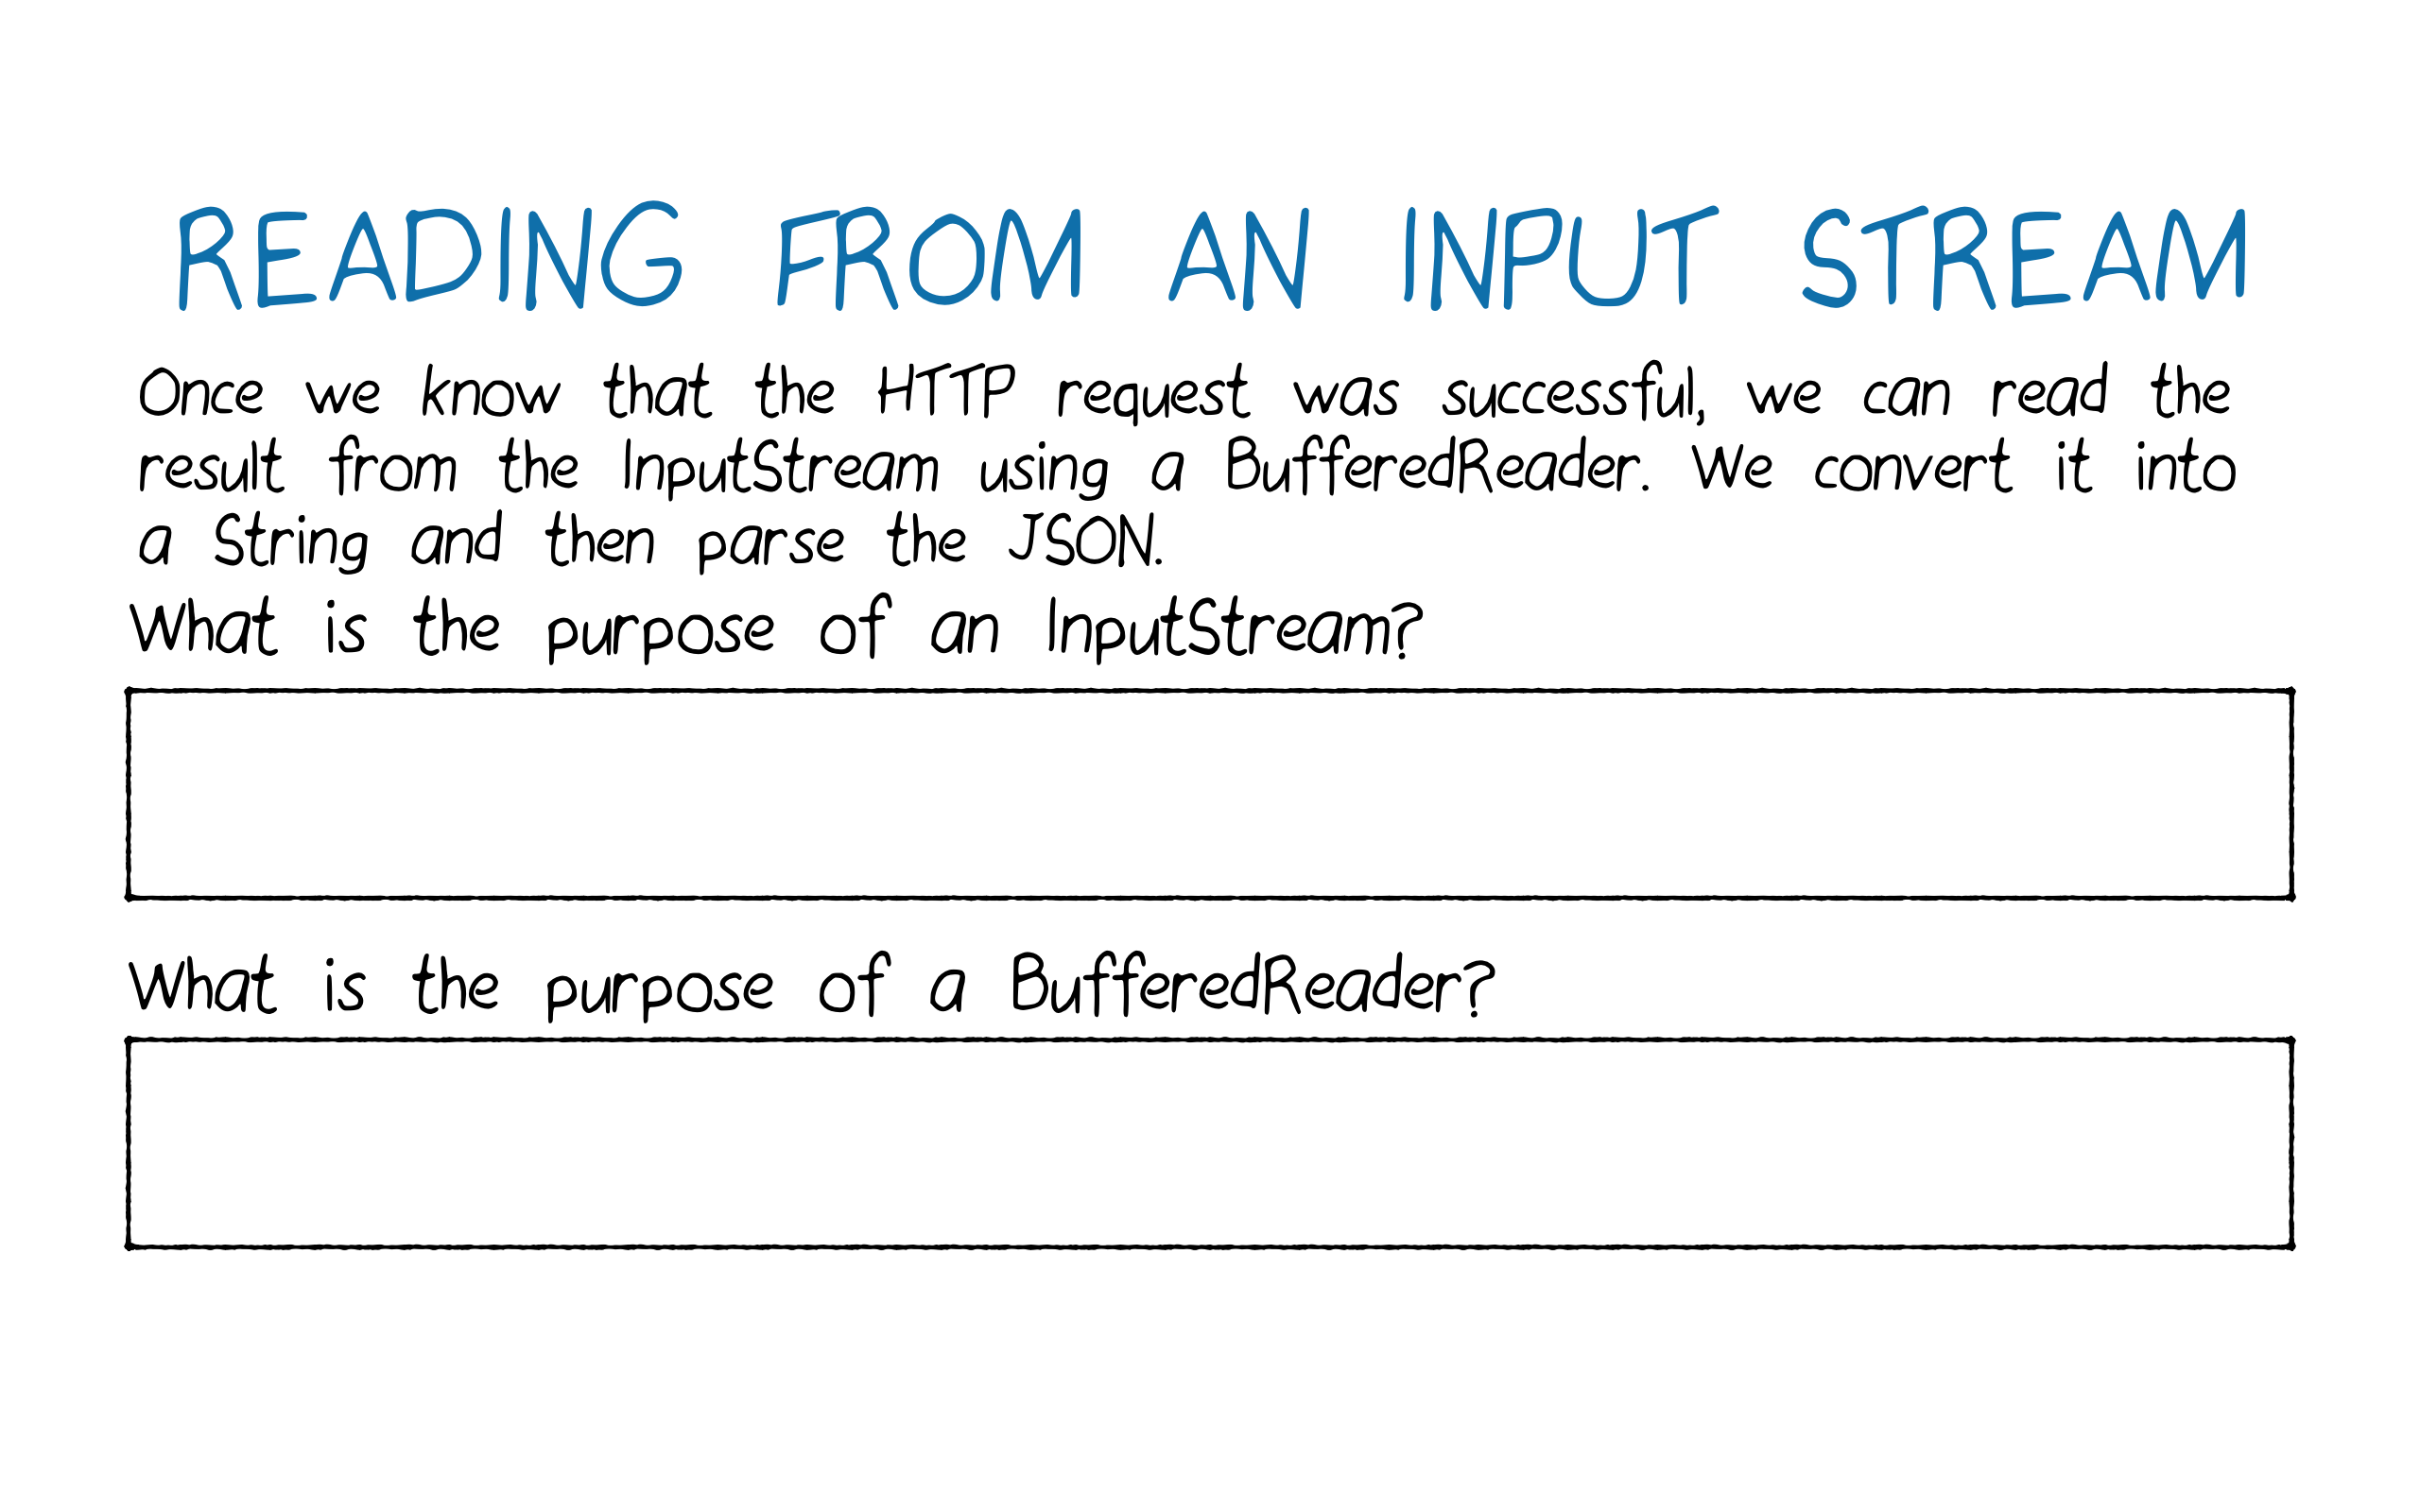 READING FROM AN INPUT STREAM
Once we know that the HTTP request was successful, we can read the
result from the InputStream using a BufferedReader. We convert it into
a String and then parse the JSON.
What is the purpose of an InputStream?
What is the purpose of a BufferedReader?